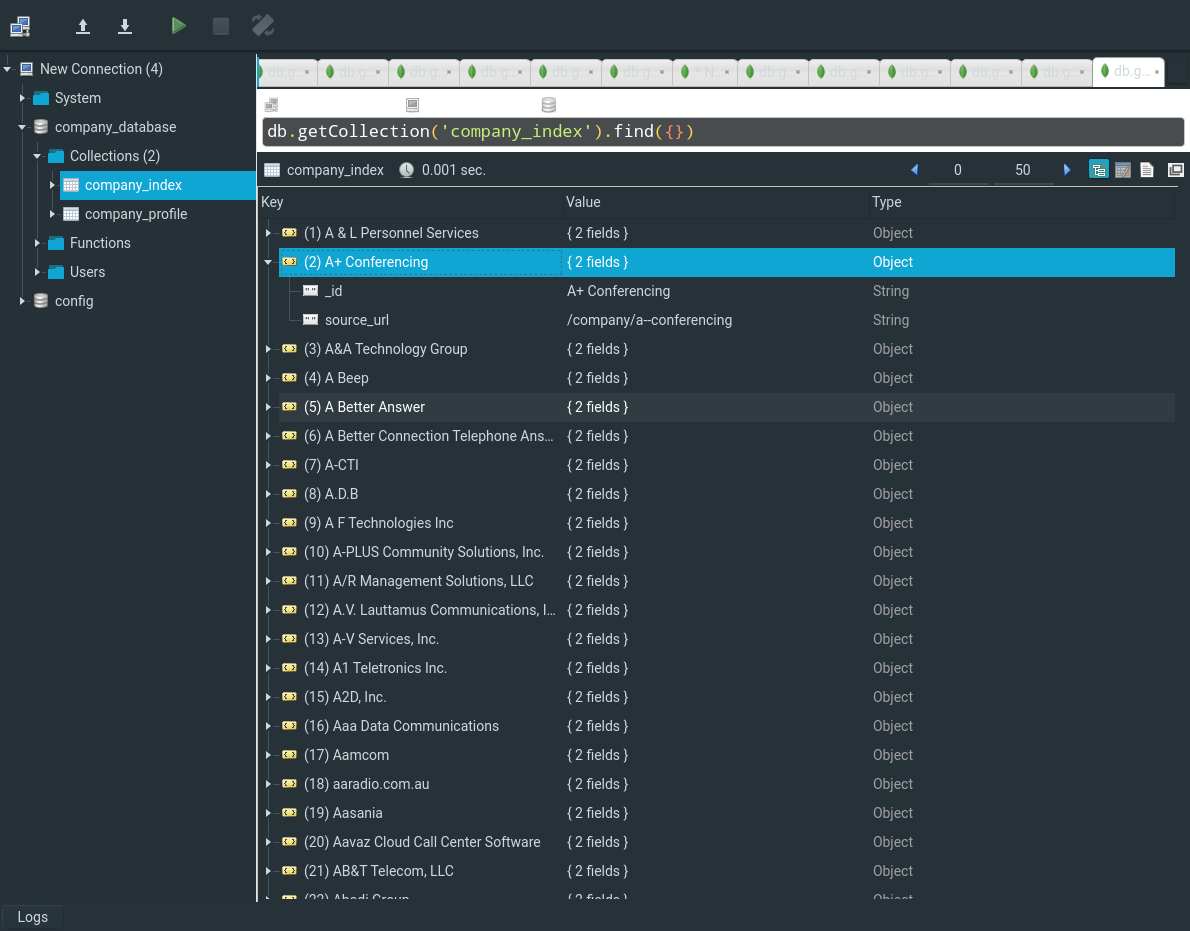 New Connection (4)
System
company_database
Collections (2)
company_index
company_profile
Functions
Users
config
db.g... db.g... db.g... db.g... db.g... db.g... * N... db.g... db.g... db.g... db.g... db.g... db.g...
db.getCollection('company_index').find({})
company_index 0.001 sec. 0 50
Key Value Type
(1) A & L Personnel Services { 2 fields } Object
(2) A+ Conferencing { 2 fields } Object
_id A+ Conferencing String
source_url /company/a--conferencing String
(3) A&A Technology Group { 2 fields } Object
(4) A Beep { 2 fields } Object
(5) A Better Answer { 2 fields } Object
(6) A Better Connection Telephone Ans... { 2 fields } Object
(7) A-CTI { 2 fields } Object
(8) A.D.B { 2 fields } Object
(9) A F Technologies Inc { 2 fields } Object
(10) A-PLUS Community Solutions, Inc. { 2 fields } Object
(11) A/R Management Solutions, LLC { 2 fields } Object
(12) A.V. Lauttamus Communications, I... { 2 fields } Object
(13) A-V Services, Inc. { 2 fields } Object
(14) A1 Teletronics Inc. { 2 fields } Object
(15) A2D, Inc. { 2 fields } Object
(16) Aaa Data Communications { 2 fields } Object
(17) Aamcom { 2 fields } Object
(18) aaradio.com.au { 2 fields } Object
(19) Aasania { 2 fields } Object
(20) Aavaz Cloud Call Center Software { 2 fields } Object
(21) AB&T Telecom, LLC { 2 fields } Object
Logs